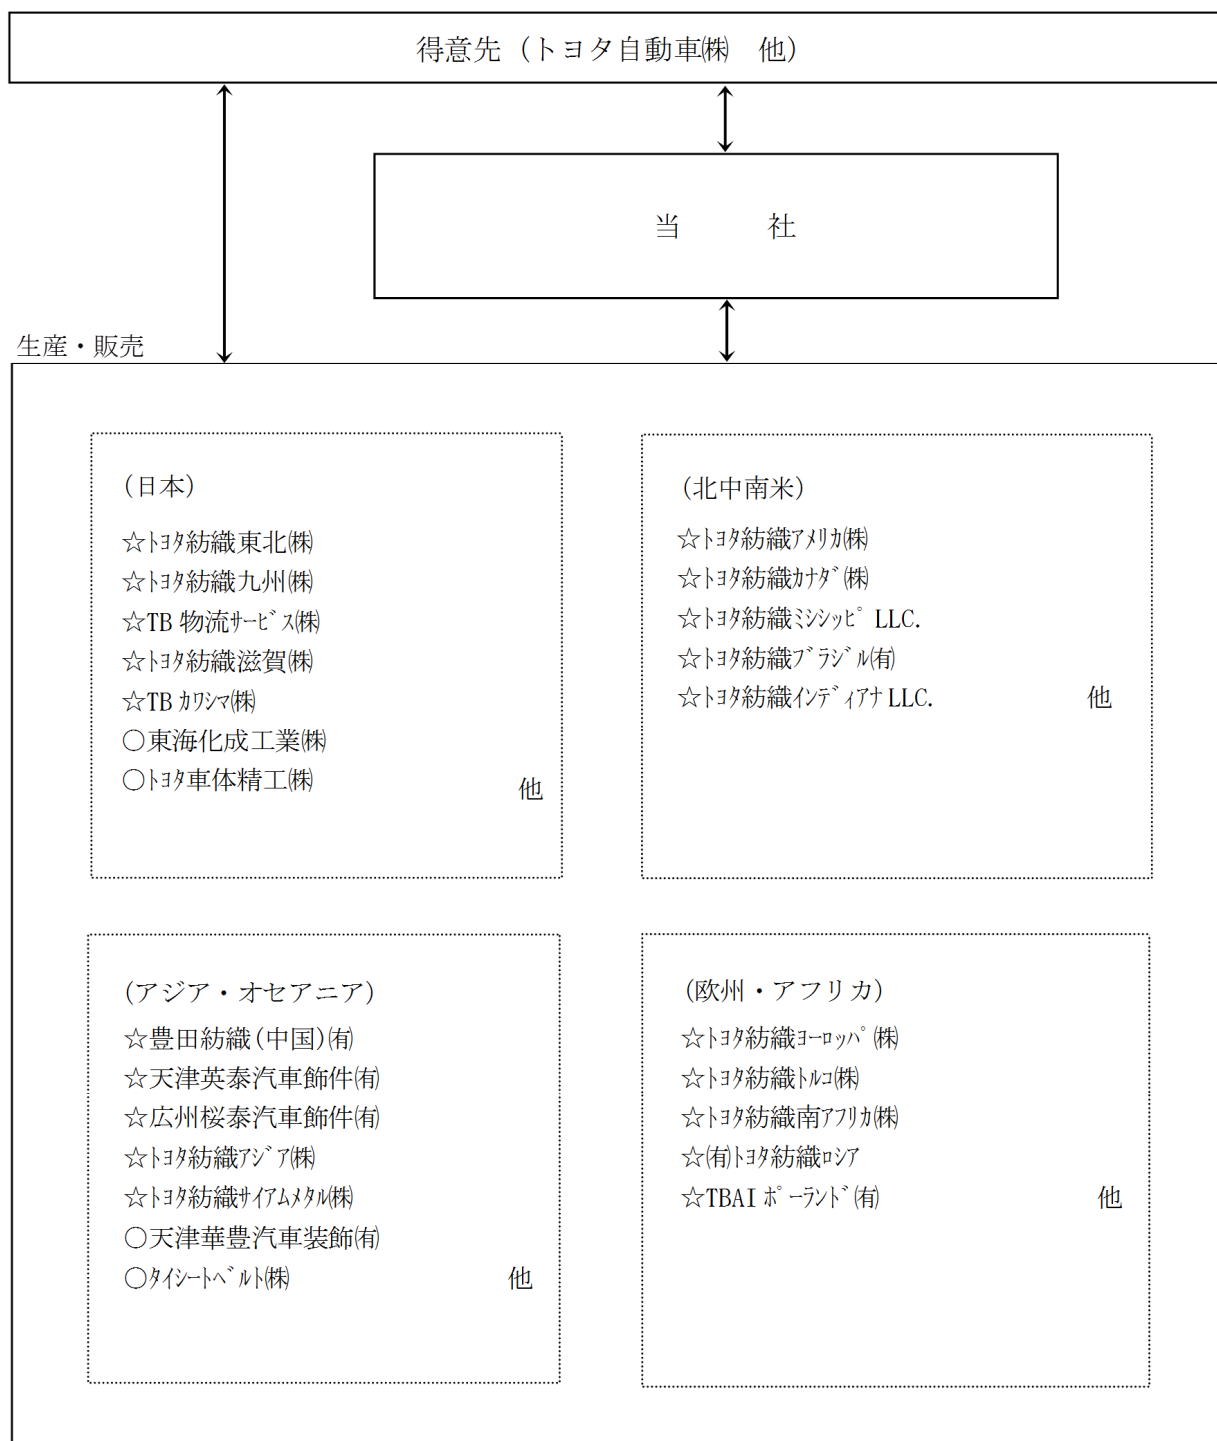 得意先（トヨタ自動車㈱　他）
当　　　社
生産・販売
（日本）
☆ﾄﾖﾀ紡織東北㈱
☆ﾄﾖﾀ紡織九州㈱
☆TB 物流ｻｰﾋﾞｽ㈱
☆ﾄﾖﾀ紡織滋賀㈱
☆TB ｶﾜｼﾏ㈱
○東海化成工業㈱
○ﾄﾖﾀ車体精工㈱
他
（北中南米）
☆ﾄﾖﾀ紡織ｱﾒﾘｶ㈱
☆ﾄﾖﾀ紡織ｶﾅﾀﾞ㈱
☆ﾄﾖﾀ紡織ﾐｼｼｯﾋﾟ LLC.
☆ﾄﾖﾀ紡織ﾌﾞﾗｼﾞﾙ㈲
☆ﾄﾖﾀ紡織ｲﾝﾃﾞｨｱﾅ LLC.　他
（アジア・オセアニア）
☆豊田紡織(中国)㈲
☆天津英泰汽車飾件㈲
☆広州桜泰汽車飾件㈲
☆ﾄﾖﾀ紡織ｱｼﾞｱ㈱
☆ﾄﾖﾀ紡織ｻｲｱﾑﾒﾀﾙ㈱
○天津華豊汽車装飾㈲
○ﾀｲｼｰﾄﾍﾞﾙﾄ㈱　他
（欧州・アフリカ）
☆ﾄﾖﾀ紡織ﾖｰﾛｯﾊﾟ㈱
☆ﾄﾖﾀ紡織ﾄﾙｺ㈱
☆ﾄﾖﾀ紡織南ｱﾌﾘｶ㈱
☆㈲ﾄﾖﾀ紡織ﾛｼｱ
☆TBAI ﾎﾟｰﾗﾝﾄﾞ㈲　他